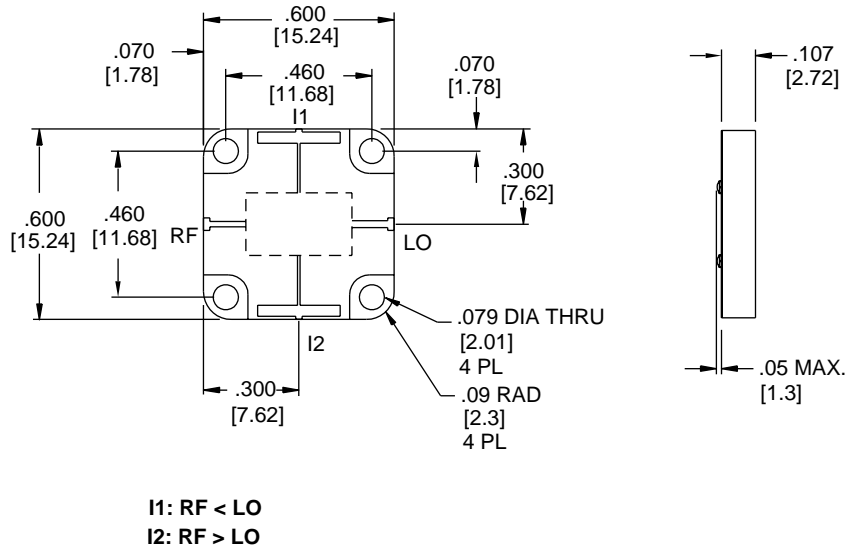 .600
[15.24]
.070
[1.78]
.460
[11.68]
.070
[1.78]
.107
[2.72]
I1
.300
[7.62]
.600
[15.24]
.460
[11.68]
RF
LO
I2
.079 DIA THRU
[2.01]
4 PL
.05 MAX.
[1.3]
.300
[7.62]
.09 RAD
[2.3]
4 PL
I1: RF < LO
I2: RF > LO